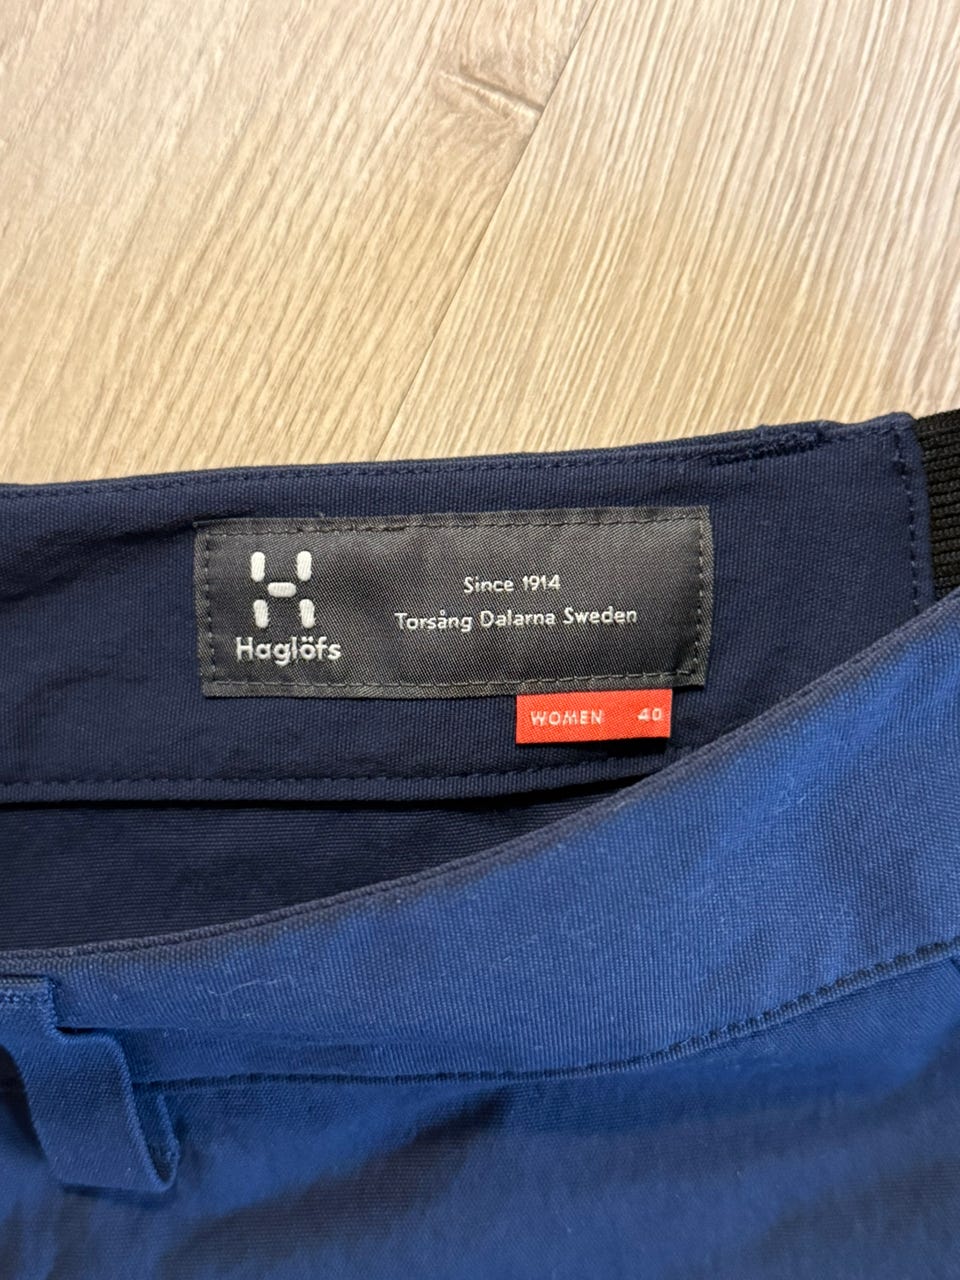 Haglöfs
Since 1914
Torsång Dalarna Sweden
WOMEN 40